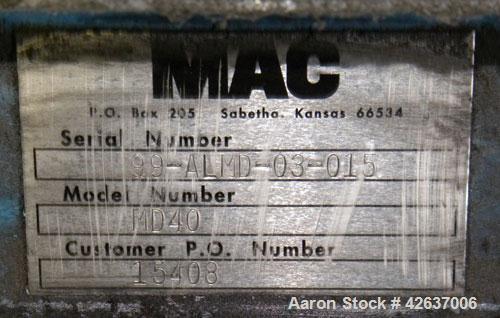 MAC
P.O. Box 205 Sabetha, Kansas 66534
Serial Number
99-ALMD-03-015
Model Number
MD40
Customer P.O. Number
15408
Aaron Stock # 42637006